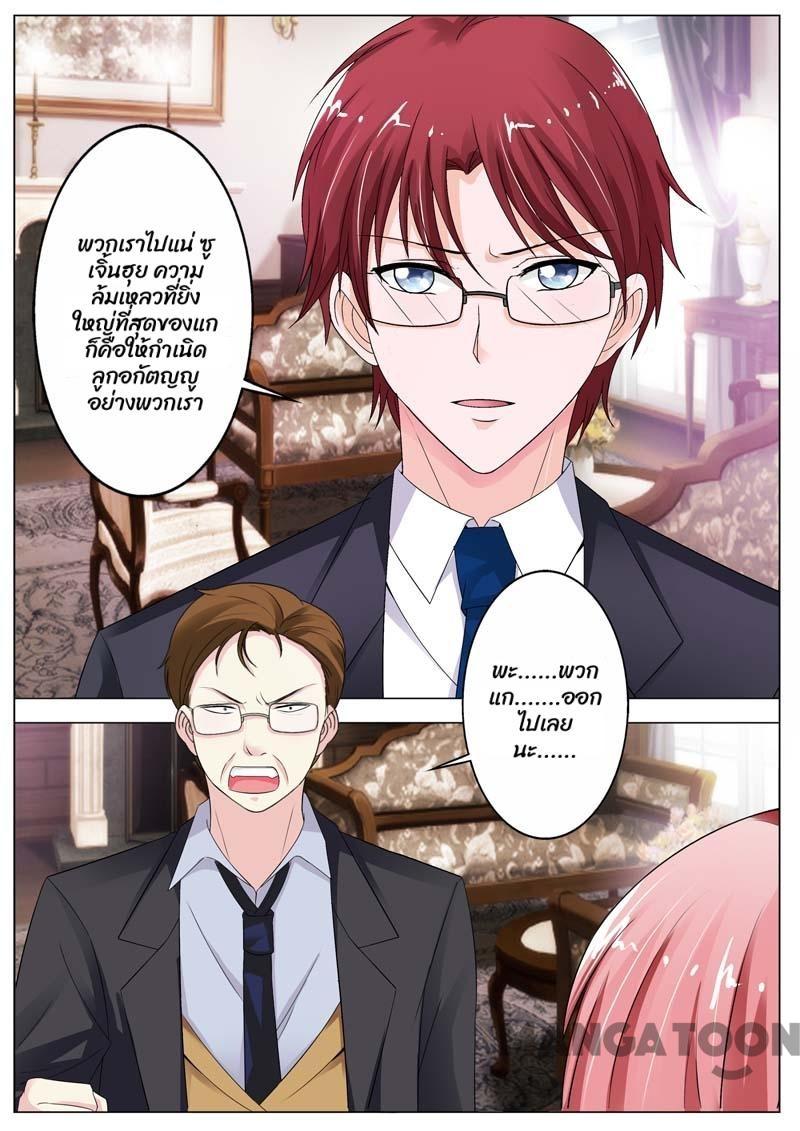 พวกเราไปแน่ ซู
เจิ้นฮุย ความ
ล้มเหลวที่ยิ่ง
ใหญ่ที่สุดของแก
ก็คือให้กำเนิด
ลูกอกัตญญู
อย่างพวกเรา
พะ......พวก
แก.......ออก
ไปเลย
นะ......
MANGATOON